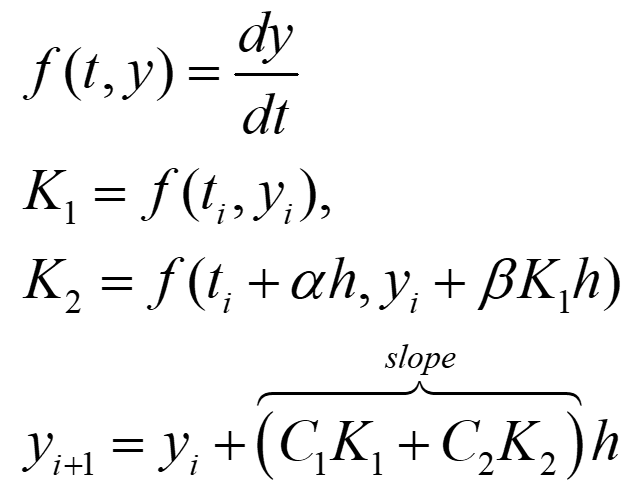 f(t, y) = dy/dt
K₁ = f(tᵢ, yᵢ),
K₂ = f(tᵢ + αh, yᵢ + βK₁h)
slope
yᵢ₊₁ = yᵢ + (C₁K₁ + C₂K₂)h